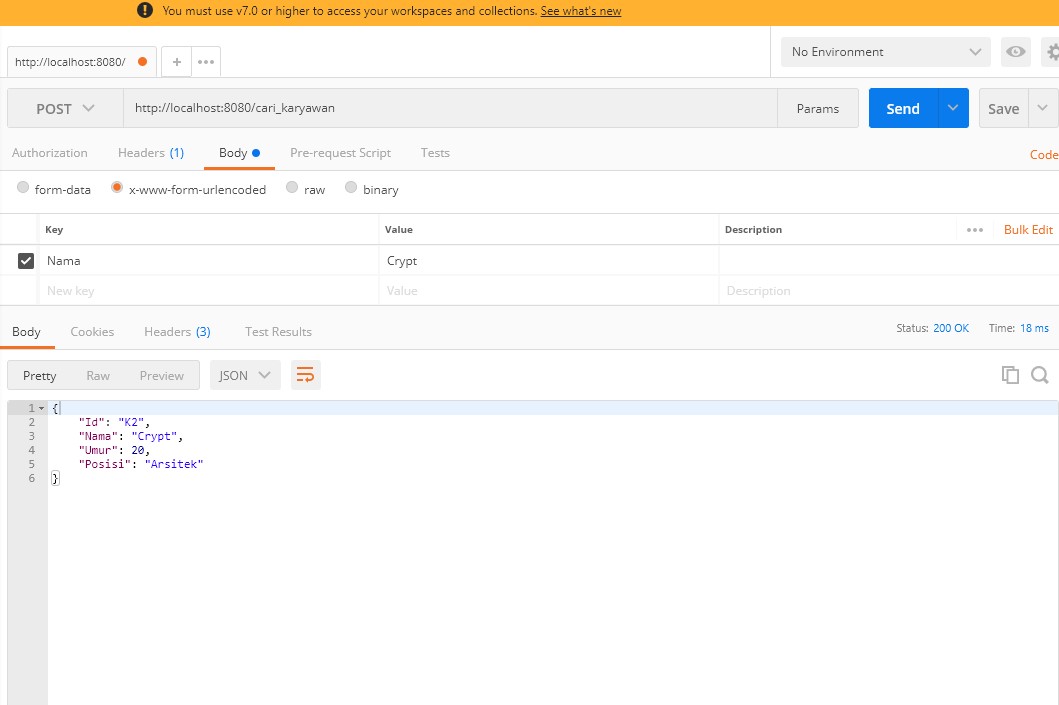 You must use v7.0 or higher to access your workspaces and collections. See what's new
http://localhost:8080/
No Environment
POST http://localhost:8080/cari_karyawan Params Send Save
Authorization Headers (1) Body Pre-request Script Tests Code
form-data x-www-form-urlencoded raw binary
Key Value Description Bulk Edit
Nama Crypt
New key Value Description
Body Cookies Headers (3) Test Results Status: 200 OK Time: 18 ms
Pretty Raw Preview JSON
1 {
2 "Id": "K2",
3 "Nama": "Crypt",
4 "Umur": 20,
5 "Posisi": "Arsitek"
6 }